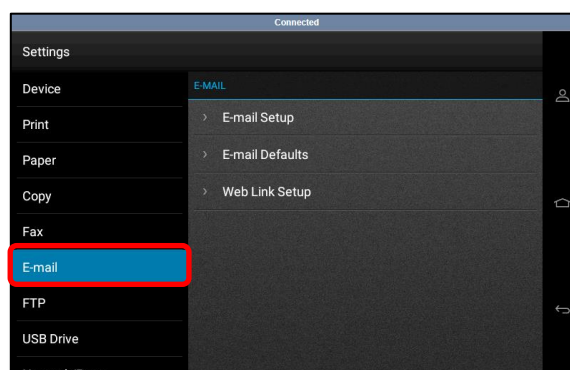 Connected
Settings
Device
Print
Paper
Copy
Fax
E-mail
FTP
USB Drive
E-MAIL
E-mail Setup
E-mail Defaults
Web Link Setup